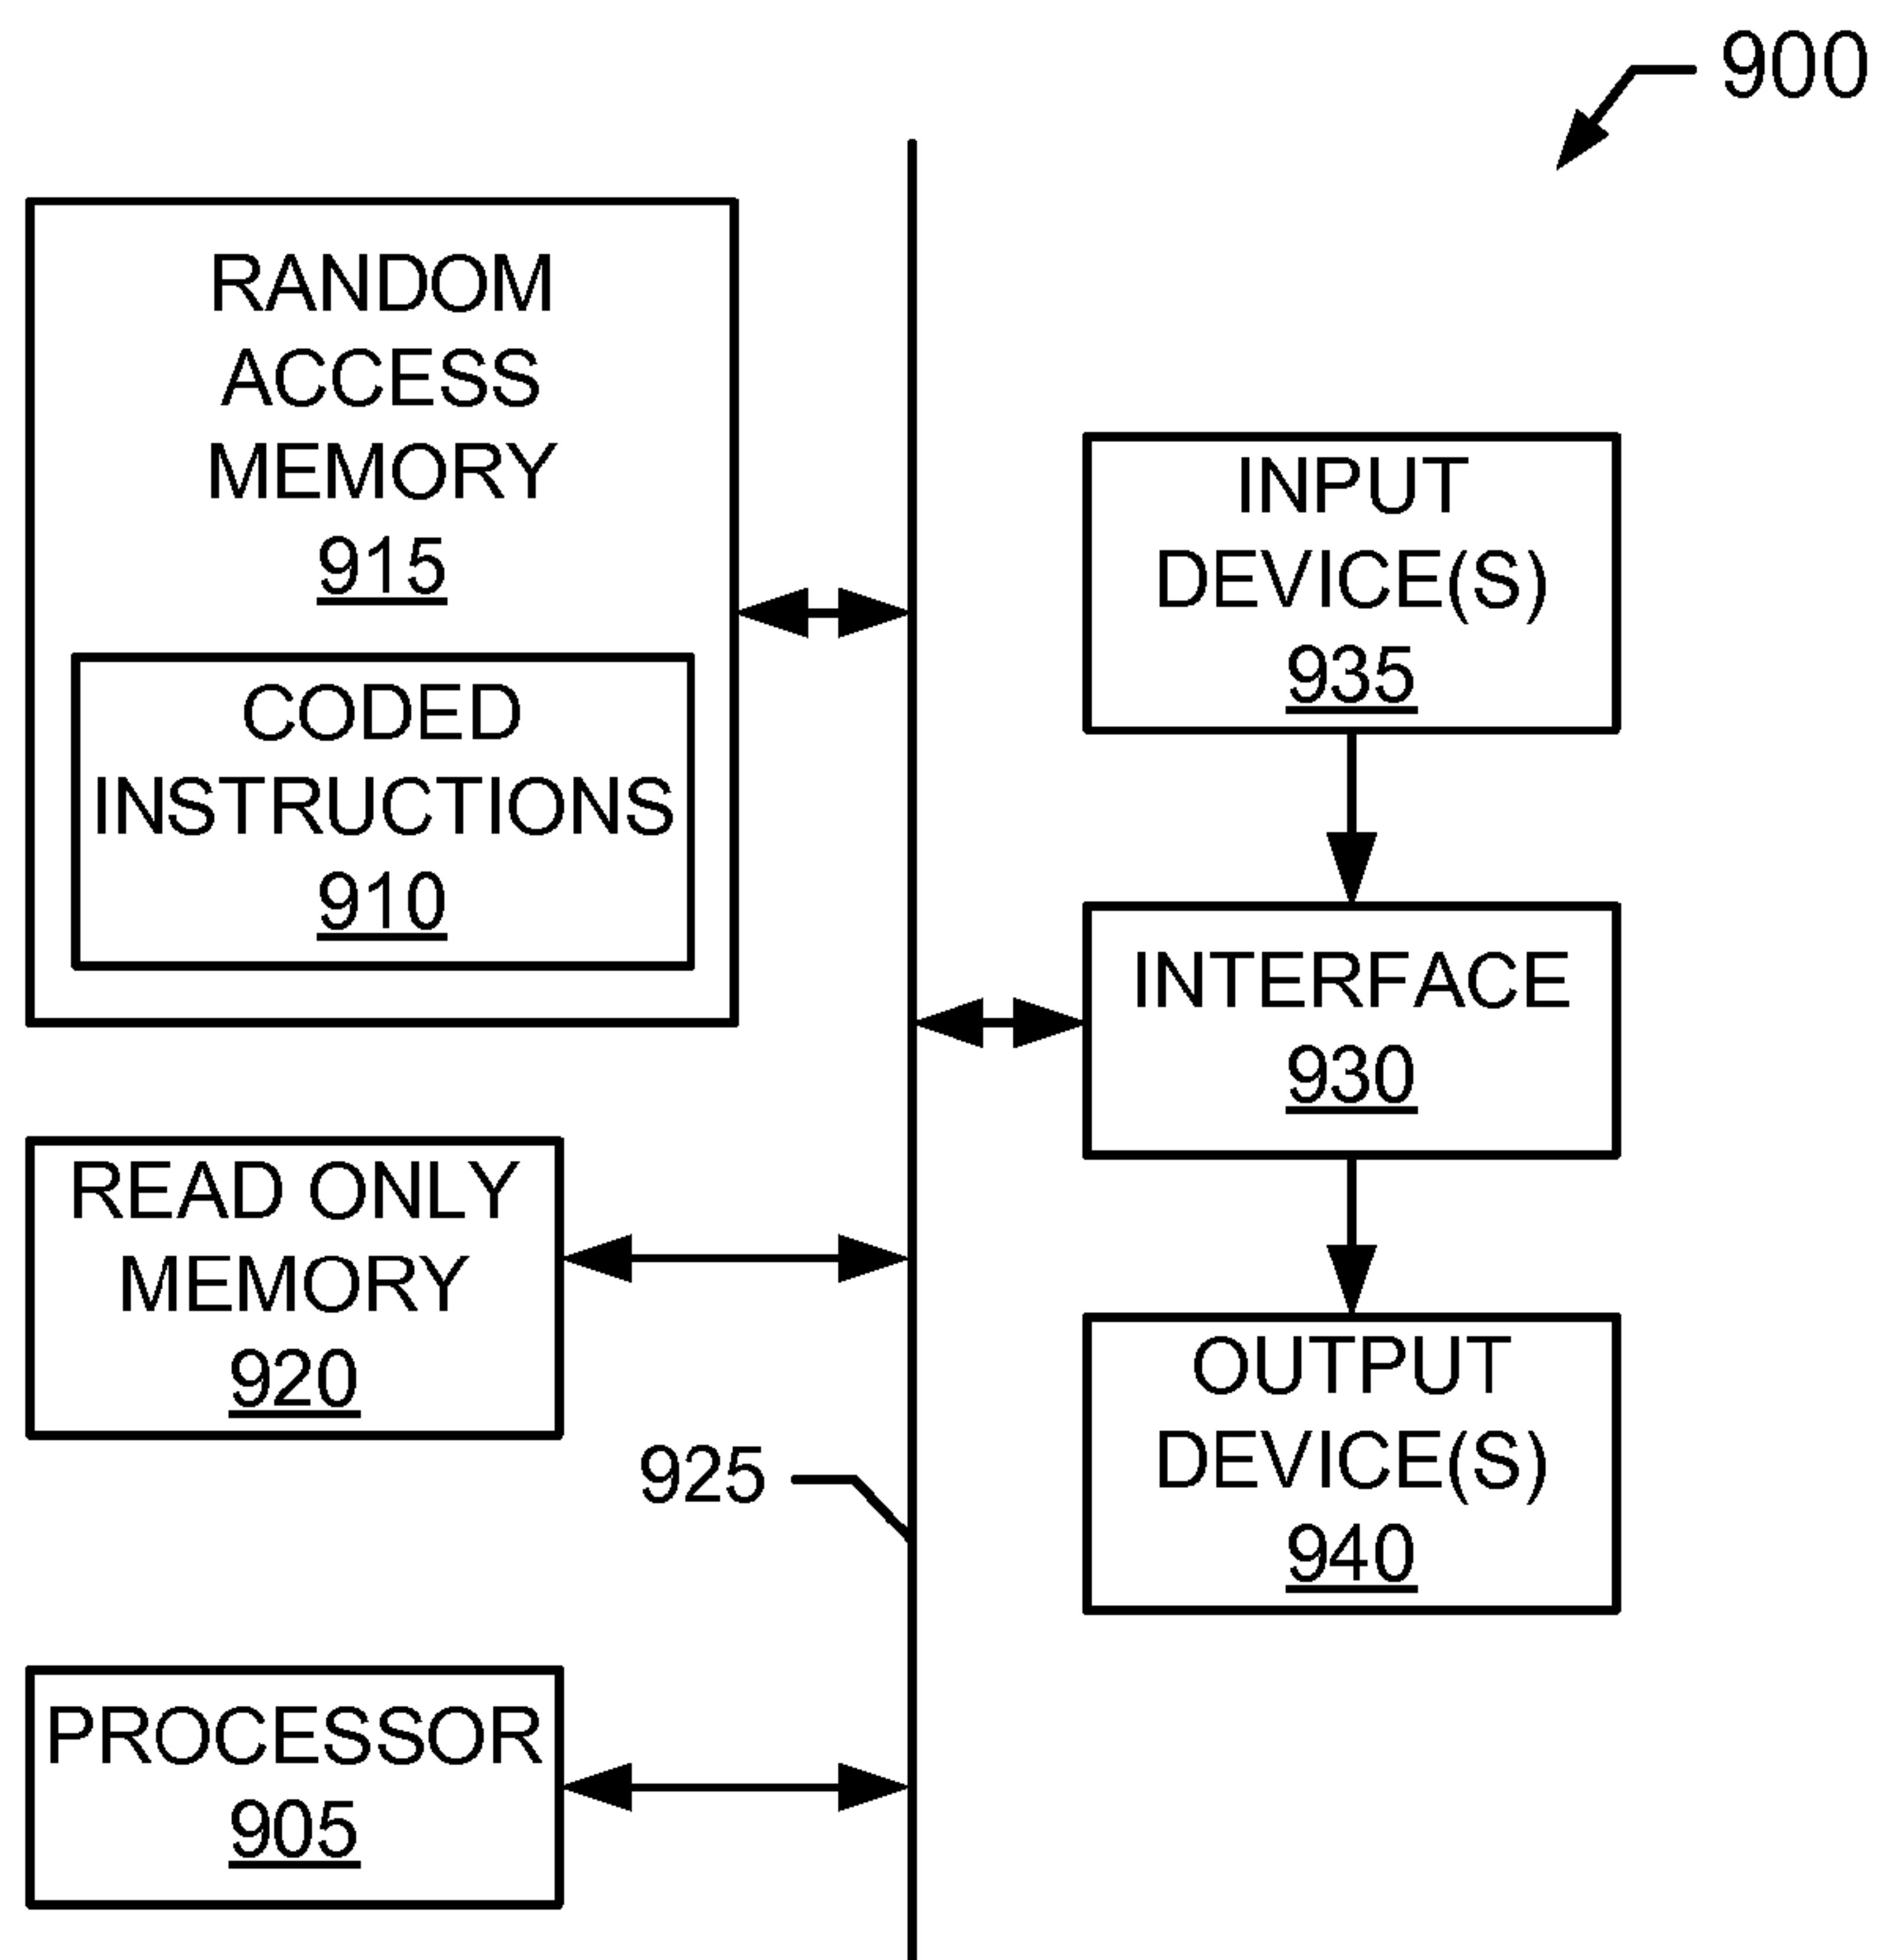 900
RANDOM
ACCESS
MEMORY
915
CODED
INSTRUCTIONS
910
INPUT
DEVICE(S)
935
INTERFACE
930
READ ONLY
MEMORY
920
OUTPUT
DEVICE(S)
940
925
PROCESSOR
905